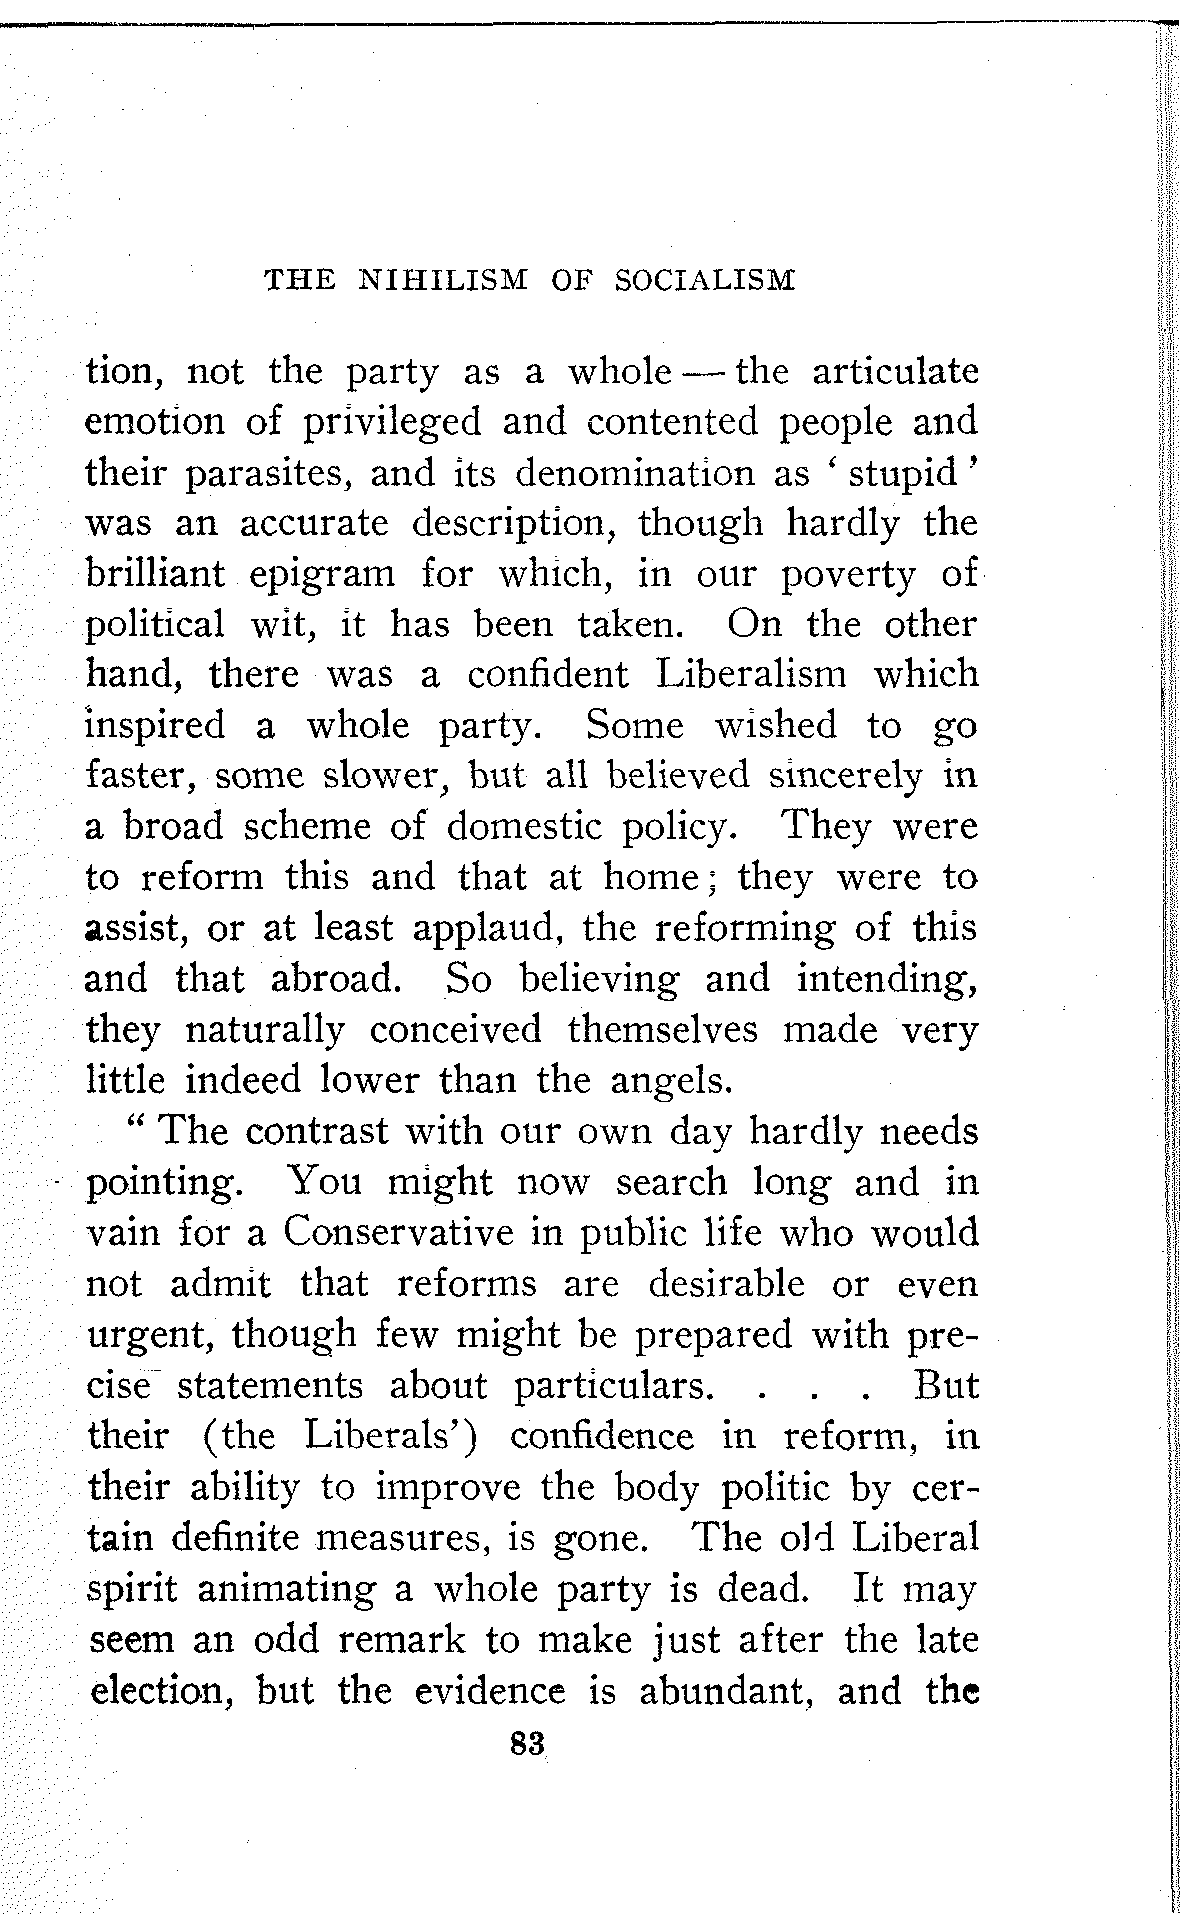 THE NIHILISM OF SOCIALISM
tion, not the party as a whole — the articulate
emotion of privileged and contented people and
their parasites, and its denomination as ‘ stupid ’
was an accurate description, though hardly the
brilliant epigram for which, in our poverty of
political wit, it has been taken. On the other
hand, there was a confident Liberalism which
inspired a whole party. Some wished to go
faster, some slower, but all believed sincerely in
a broad scheme of domestic policy. They were
to reform this and that at home; they were to
assist, or at least applaud, the reforming of this
and that abroad. So believing and intending,
they naturally conceived themselves made very
little indeed lower than the angels.
“ The contrast with our own day hardly needs
pointing. You might now search long and in
vain for a Conservative in public life who would
not admit that reforms are desirable or even
urgent, though few might be prepared with pre-
cise statements about particulars. . . . But
their (the Liberals’) confidence in reform, in
their ability to improve the body politic by cer-
tain definite measures, is gone. The old Liberal
spirit animating a whole party is dead. It may
seem an odd remark to make just after the late
election, but the evidence is abundant, and the
83